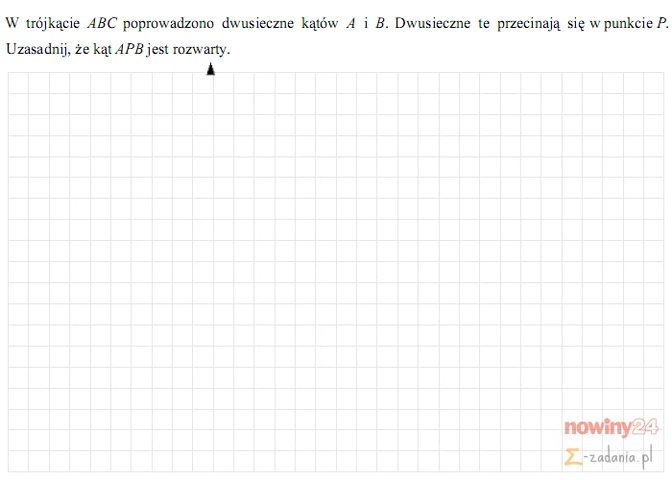 W trójkącie ABC poprowadzono dwusieczne kątów A i B. Dwusieczne te przecinają się w punkcie P.
Uzasadnij, że kąt APB jest rozwarty.
nowiny24
Σ-zadania.pl